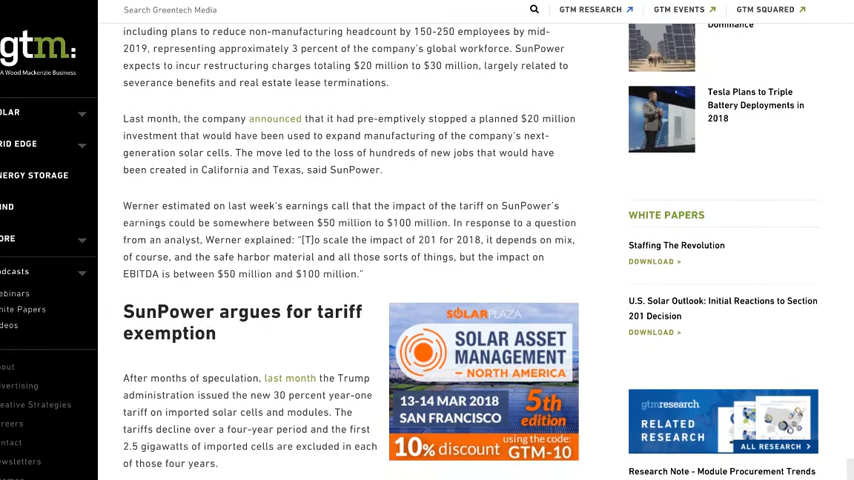 Search Greentech Media
GTM RESEARCH
GTM EVENTS
GTM SQUARED
gtm:
A Wood Mackenzie Business
OLAR
RID EDGE
NERGY STORAGE
IND
ORE
odcasts
ebinars
hite Papers
deos
out
vertising
eative Strategies
reers
ntact
ewsletters
including plans to reduce non-manufacturing headcount by 150-250 employees by mid-
2019, representing approximately 3 percent of the company's global workforce. SunPower
expects to incur restructuring charges totaling $20 million to $30 million, largely related to
severance benefits and real estate lease terminations.
Last month, the company announced that it had pre-emptively stopped a planned $20 million
investment that would have been used to expand manufacturing of the company's next-
generation solar cells. The move led to the loss of hundreds of new jobs that would have
been created in California and Texas, said SunPower.
Werner estimated on last week's earnings call that the impact of the tariff on SunPower's
earnings could be somewhere between $50 million to $100 million. In response to a question
from an analyst, Werner explained: “[T]o scale the impact of 201 for 2018, it depends on mix,
of course, and the safe harbor material and all those sorts of things, but the impact on
EBITDA is between $50 million and $100 million.”
SunPower argues for tariff
exemption
After months of speculation, last month the Trump
administration issued the new 30 percent year-one
tariff on imported solar cells and modules. The
tariffs decline over a four-year period and the first
2.5 gigawatts of imported cells are excluded in each
of those four years.
SOLARPLAZA
SOLAR ASSET
MANAGEMENT
– NORTH AMERICA –
13-14 MAR 2018
SAN FRANCISCO
5th
edition
10% discount using the code:
GTM-10
Dominance
Tesla Plans to Triple
Battery Deployments in
2018
WHITE PAPERS
Staffing The Revolution
DOWNLOAD >
U.S. Solar Outlook: Initial Reactions to Section
201 Decision
DOWNLOAD >
gtmresearch
RELATED
RESEARCH
ALL RESEARCH >
Research Note - Module Procurement Trends